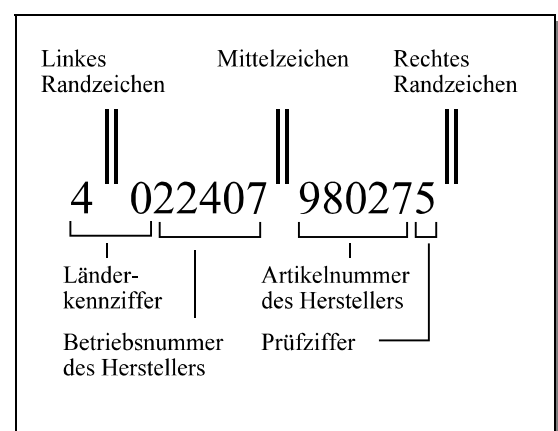 Linkes Mittelzeichen Rechtes
Randzeichen Randzeichen
4 022407 980275
Länder-
kennziffer
Artikelnummer
des Herstellers
Betriebsnummer
des Herstellers
Prüfziffer